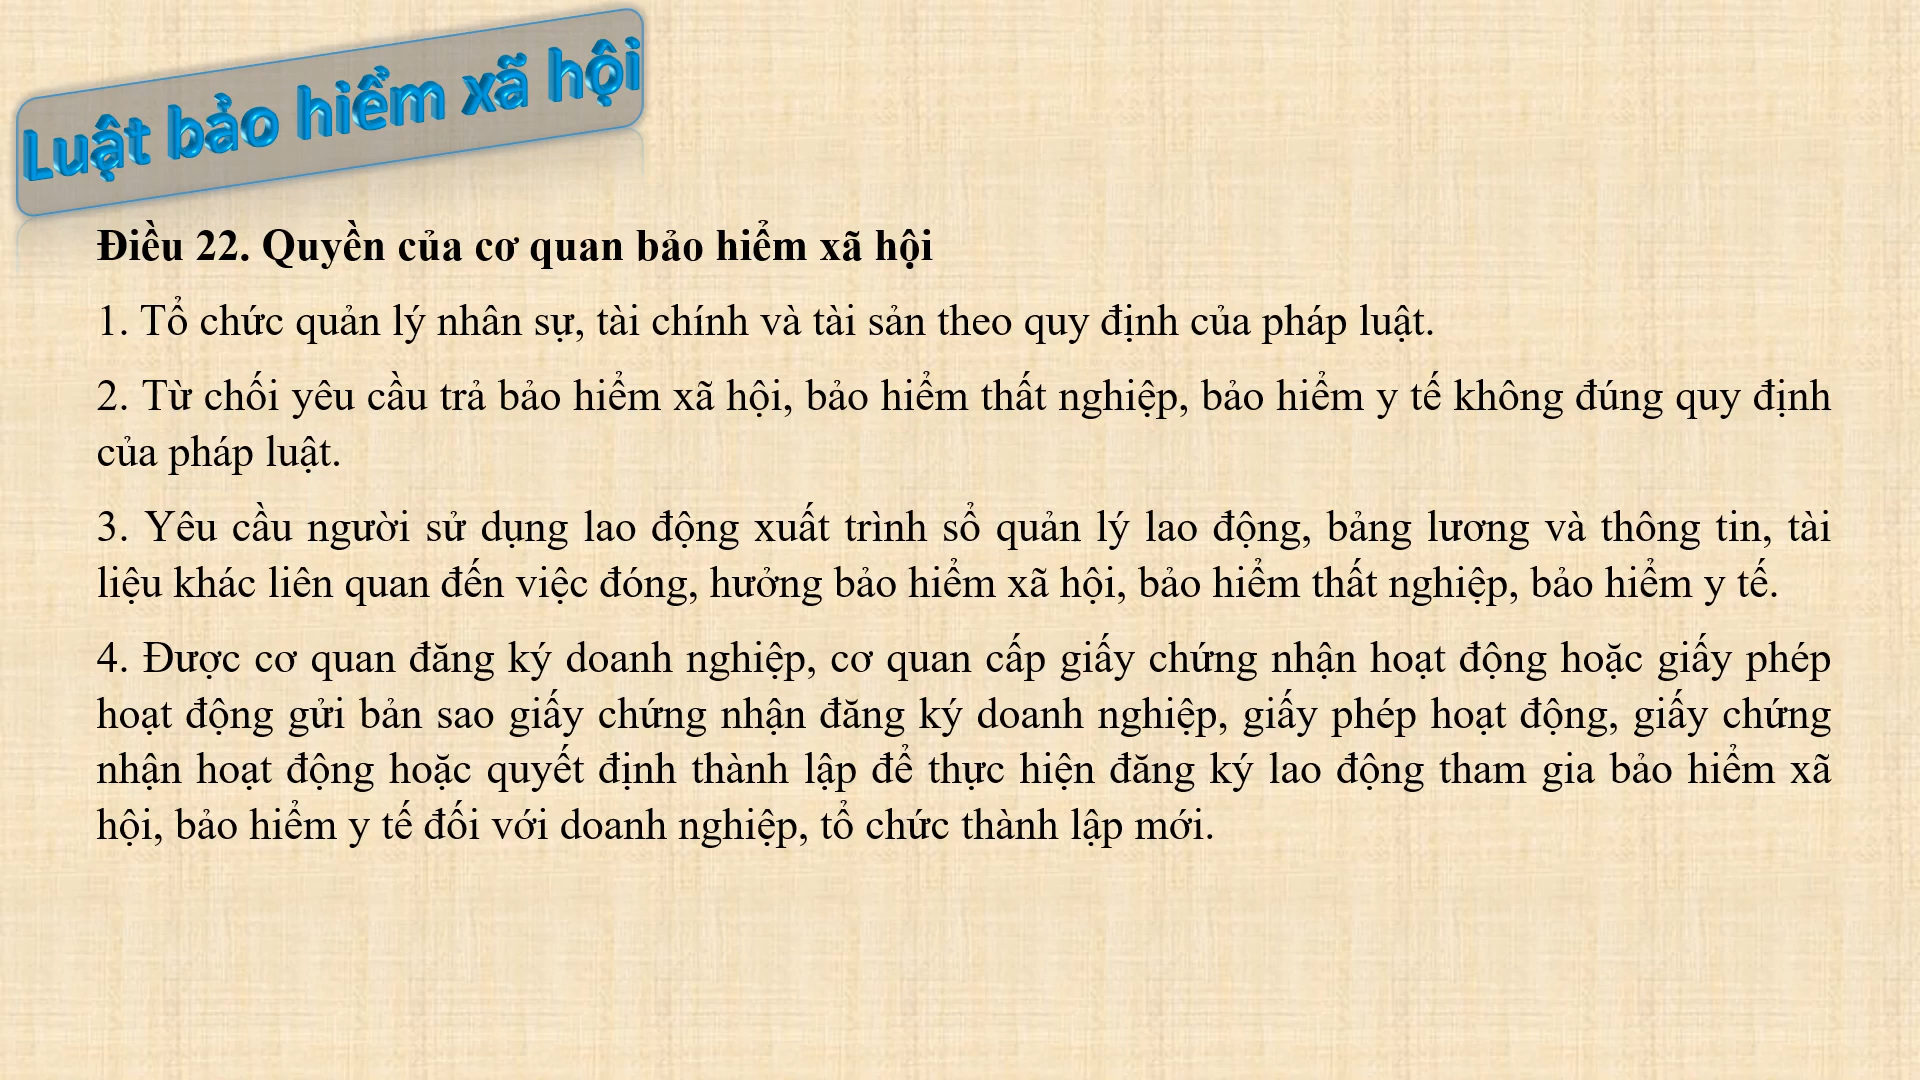 Luật bảo hiểm xã hội
Điều 22. Quyền của cơ quan bảo hiểm xã hội
1. Tổ chức quản lý nhân sự, tài chính và tài sản theo quy định của pháp luật.
2. Từ chối yêu cầu trả bảo hiểm xã hội, bảo hiểm thất nghiệp, bảo hiểm y tế không đúng quy định
của pháp luật.
3. Yêu cầu người sử dụng lao động xuất trình sổ quản lý lao động, bảng lương và thông tin, tài
liệu khác liên quan đến việc đóng, hưởng bảo hiểm xã hội, bảo hiểm thất nghiệp, bảo hiểm y tế.
4. Được cơ quan đăng ký doanh nghiệp, cơ quan cấp giấy chứng nhận hoạt động hoặc giấy phép
hoạt động gửi bản sao giấy chứng nhận đăng ký doanh nghiệp, giấy phép hoạt động, giấy chứng
nhận hoạt động hoặc quyết định thành lập để thực hiện đăng ký lao động tham gia bảo hiểm xã
hội, bảo hiểm y tế đối với doanh nghiệp, tổ chức thành lập mới.